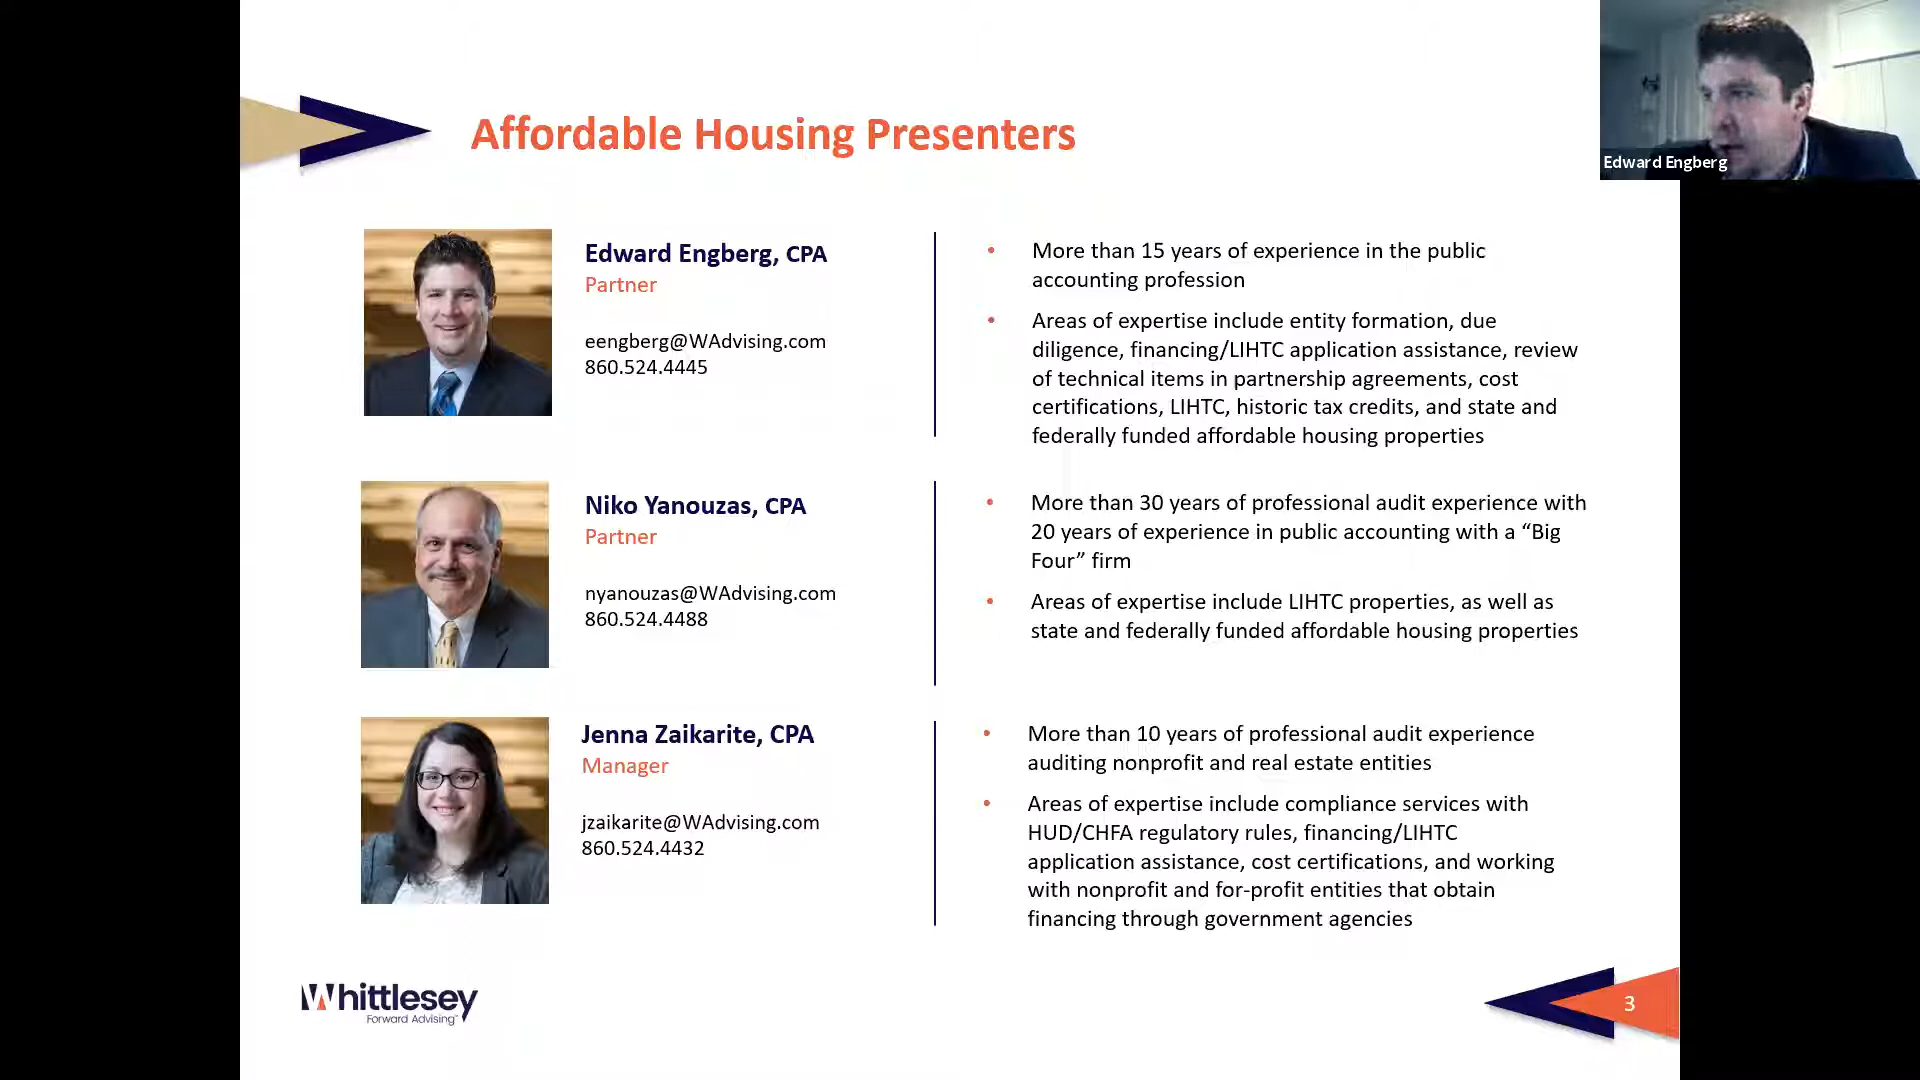 Affordable Housing Presenters
Edward Engberg
Edward Engberg, CPA
Partner
eengberg@WAdvising.com
860.524.4445
• More than 15 years of experience in the public
accounting profession
• Areas of expertise include entity formation, due
diligence, financing/LIHTC application assistance, review
of technical items in partnership agreements, cost
certifications, LIHTC, historic tax credits, and state and
federally funded affordable housing properties
Niko Yanouzas, CPA
Partner
nyanouzas@WAdvising.com
860.524.4488
• More than 30 years of professional audit experience with
20 years of experience in public accounting with a “Big
Four” firm
• Areas of expertise include LIHTC properties, as well as
state and federally funded affordable housing properties
Jenna Zaikarite, CPA
Manager
jzaikarite@WAdvising.com
860.524.4432
• More than 10 years of professional audit experience
auditing nonprofit and real estate entities
• Areas of expertise include compliance services with
HUD/CHFA regulatory rules, financing/LIHTC
application assistance, cost certifications, and working
with nonprofit and for-profit entities that obtain
financing through government agencies
Whittlesey
Forward Advising™
3